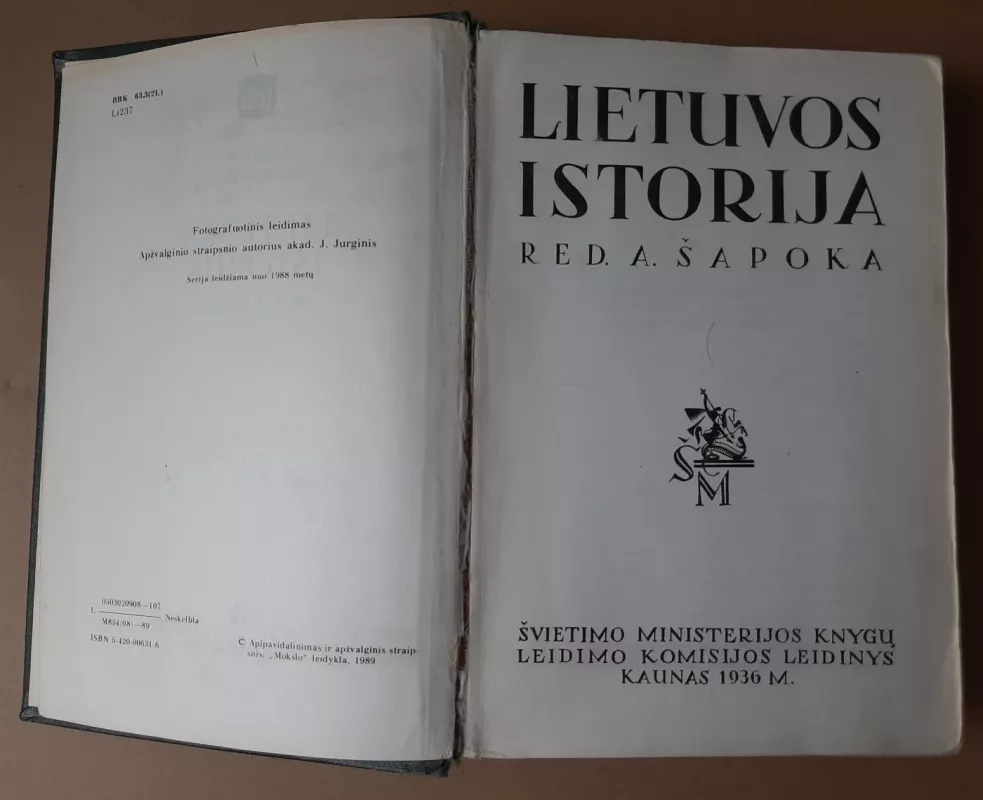 BBK 63.3(2L)
Li237
Fotografuotinis leidimas
Apžvalginio straipsnio autorius akad. J. Jurginis
Serija leidžiama nuo 1988 metų
L 0503020908—107
M854(08)—89 Neskelbta
ISBN 5-420-00631-6
© Apipavidalinimas ir apžvalginis straip-
snis, „Mokslo“ leidykla, 1989
LIETUVOS
ISTORIJA
RED. A. ŠAPOKA
Š
M
ŠVIETIMO MINISTERIJOS KNYGŲ
LEIDIMO KOMISIJOS LEIDINYS
KAUNAS 1936 M.